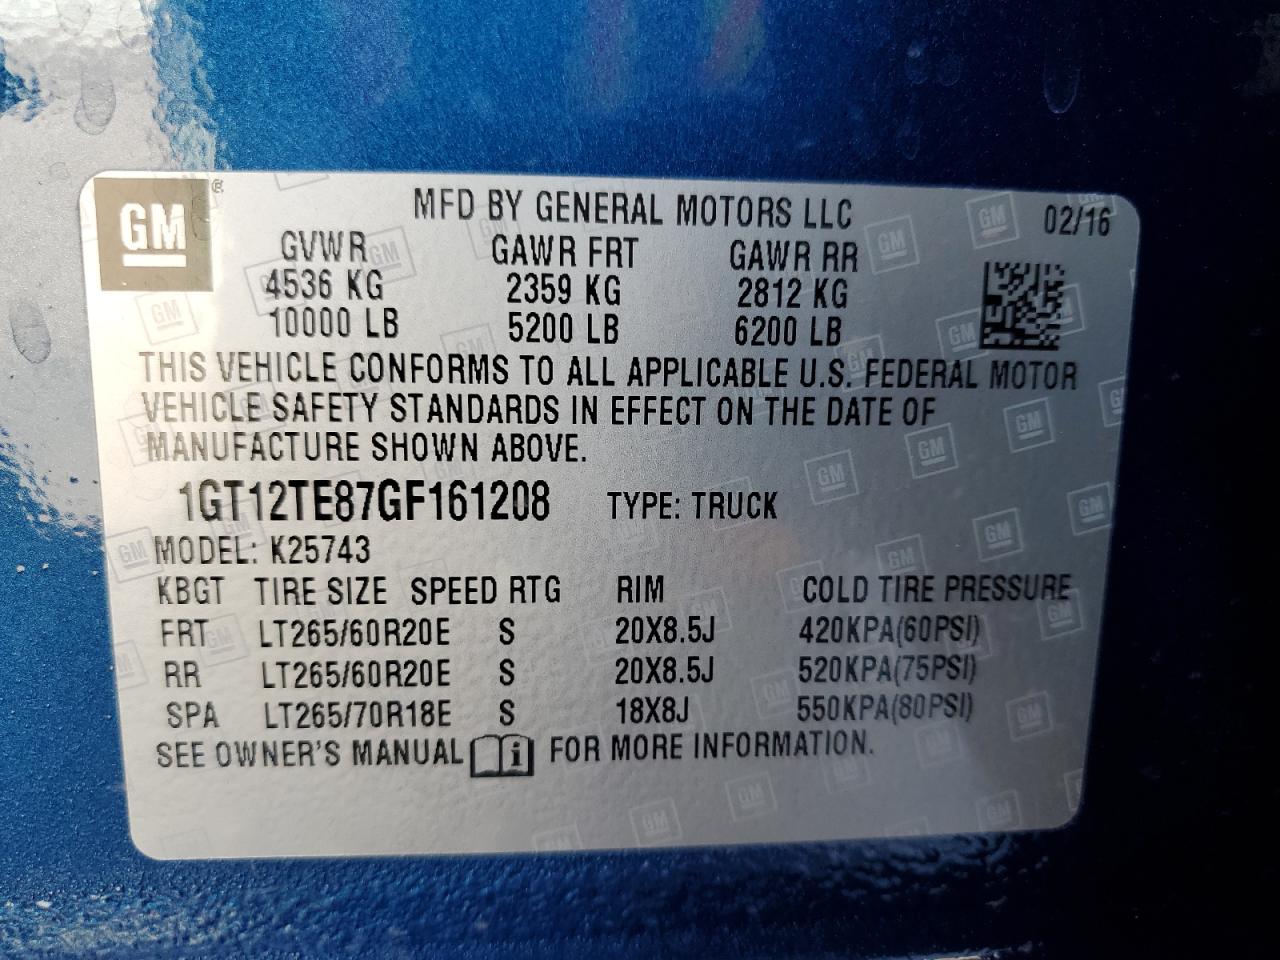 GM ®
MFD BY GENERAL MOTORS LLC 02/16
GVWR GAWR FRT GAWR RR
4536 KG 2359 KG 2812 KG
10000 LB 5200 LB 6200 LB
THIS VEHICLE CONFORMS TO ALL APPLICABLE U.S. FEDERAL MOTOR
VEHICLE SAFETY STANDARDS IN EFFECT ON THE DATE OF
MANUFACTURE SHOWN ABOVE.
1GT12TE87GF161208 TYPE: TRUCK
MODEL: K25743
KBGT TIRE SIZE SPEED RTG RIM COLD TIRE PRESSURE
FRT LT265/60R20E S 20X8.5J 420KPA(60PSI)
RR LT265/60R20E S 20X8.5J 520KPA(75PSI)
SPA LT265/70R18E S 18X8J 550KPA(80PSI)
SEE OWNER'S MANUAL i FOR MORE INFORMATION.